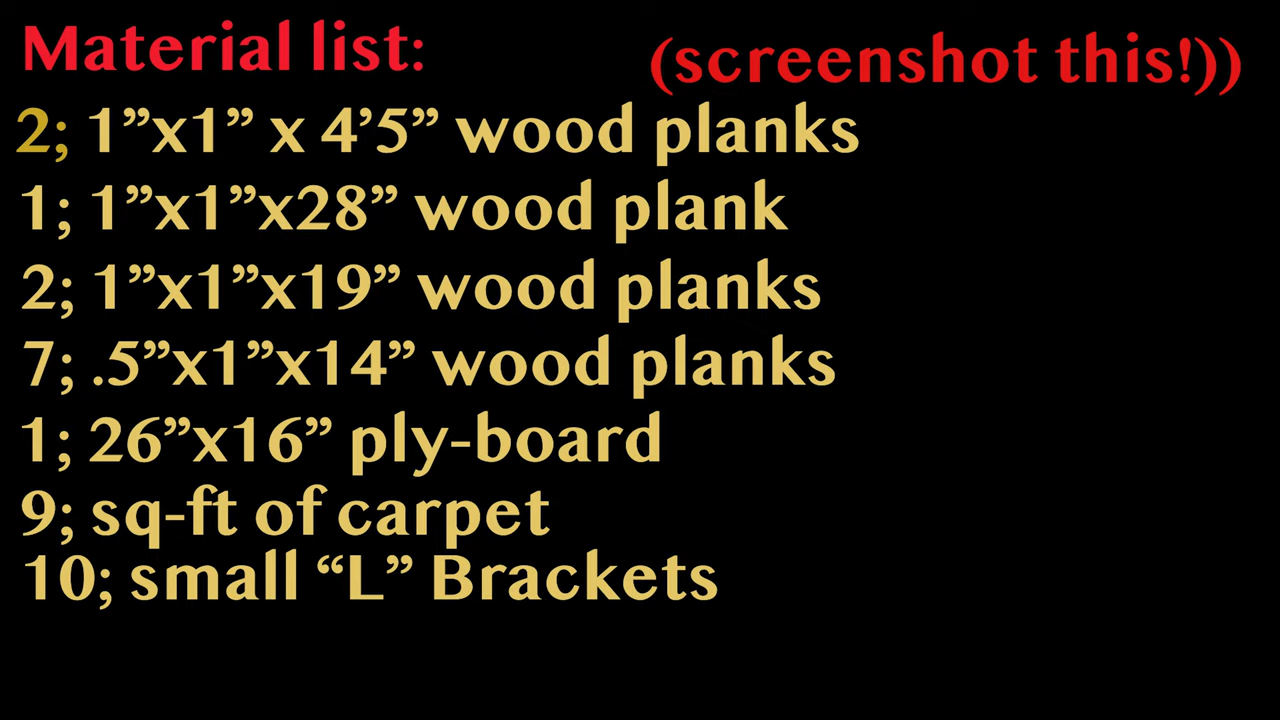 Material list:
(screenshot this!))
2; 1”x1” x 4’5” wood planks
1; 1”x1”x28” wood plank
2; 1”x1”x19” wood planks
7; .5”x1”x14” wood planks
1; 26”x16” ply-board
9; sq-ft of carpet
10; small “L” Brackets